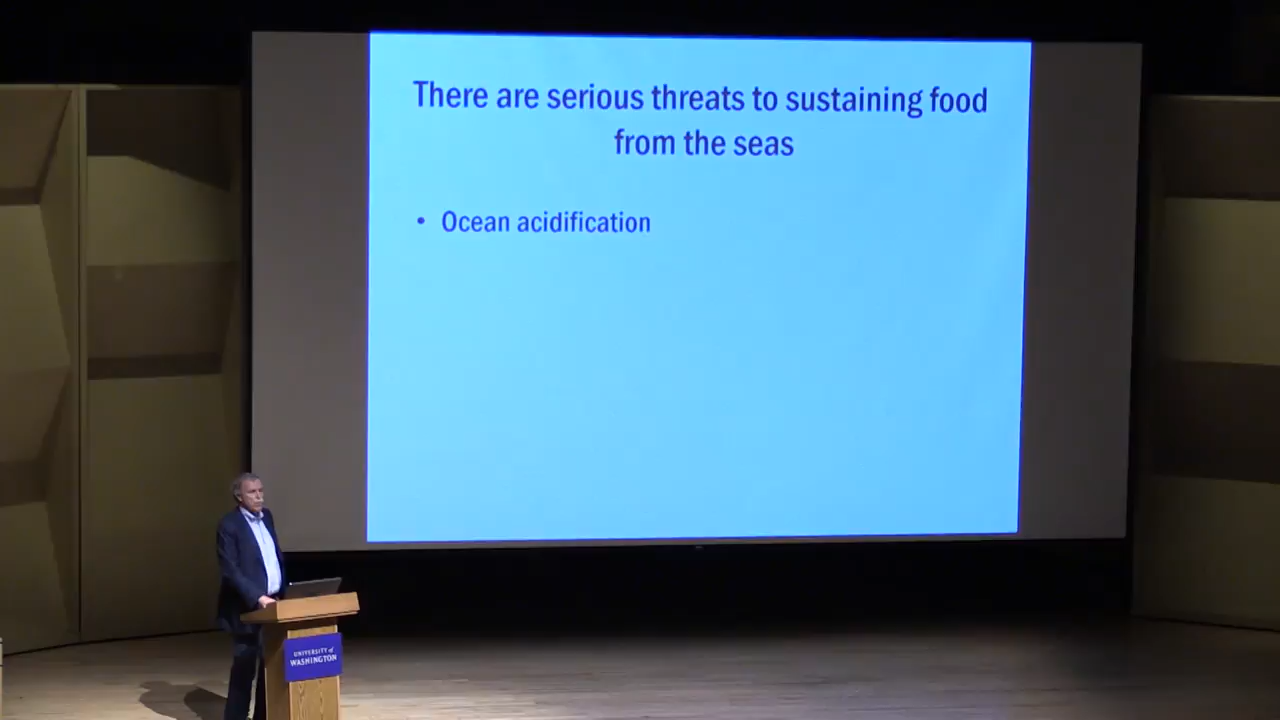 There are serious threats to sustaining food
from the seas
• Ocean acidification
UNIVERSITY of
WASHINGTON